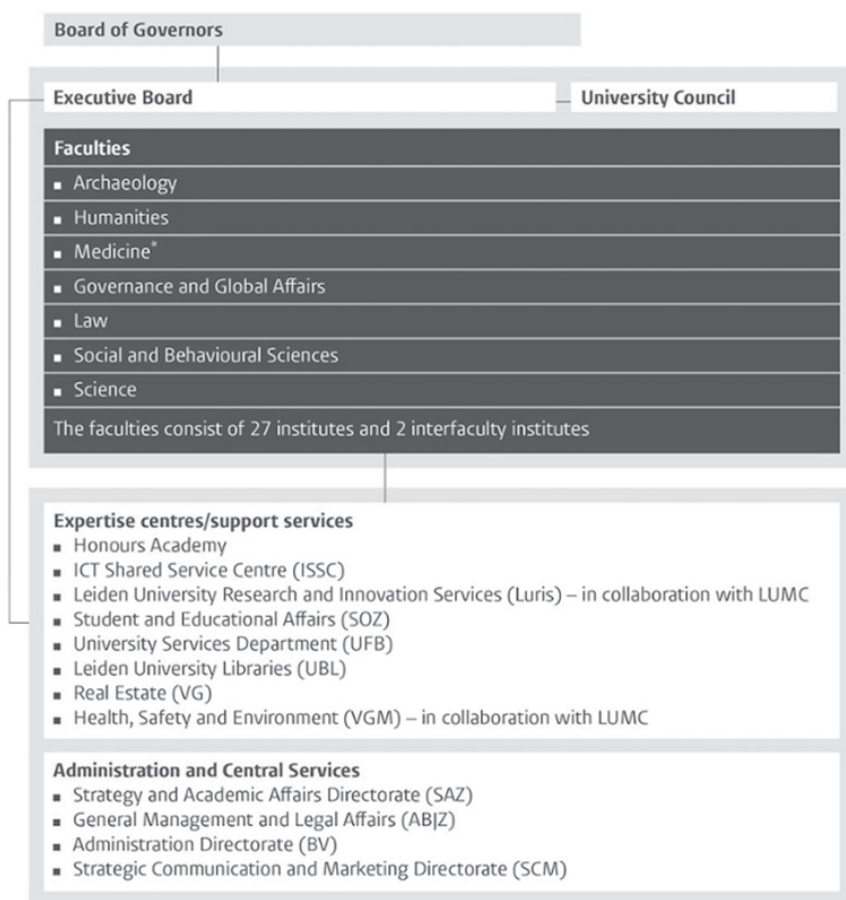 Board of Governors
Executive Board
University Council
Faculties
▪ Archaeology
▪ Humanities
▪ Medicine*
▪ Governance and Global Affairs
▪ Law
▪ Social and Behavioural Sciences
▪ Science
The faculties consist of 27 institutes and 2 interfaculty institutes
Expertise centres/support services
▪ Honours Academy
▪ ICT Shared Service Centre (ISSC)
▪ Leiden University Research and Innovation Services (Luris) – in collaboration with LUMC
▪ Student and Educational Affairs (SOZ)
▪ University Services Department (UFB)
▪ Leiden University Libraries (UBL)
▪ Real Estate (VG)
▪ Health, Safety and Environment (VGM) – in collaboration with LUMC
Administration and Central Services
▪ Strategy and Academic Affairs Directorate (SAZ)
▪ General Management and Legal Affairs (ABJZ)
▪ Administration Directorate (BV)
▪ Strategic Communication and Marketing Directorate (SCM)